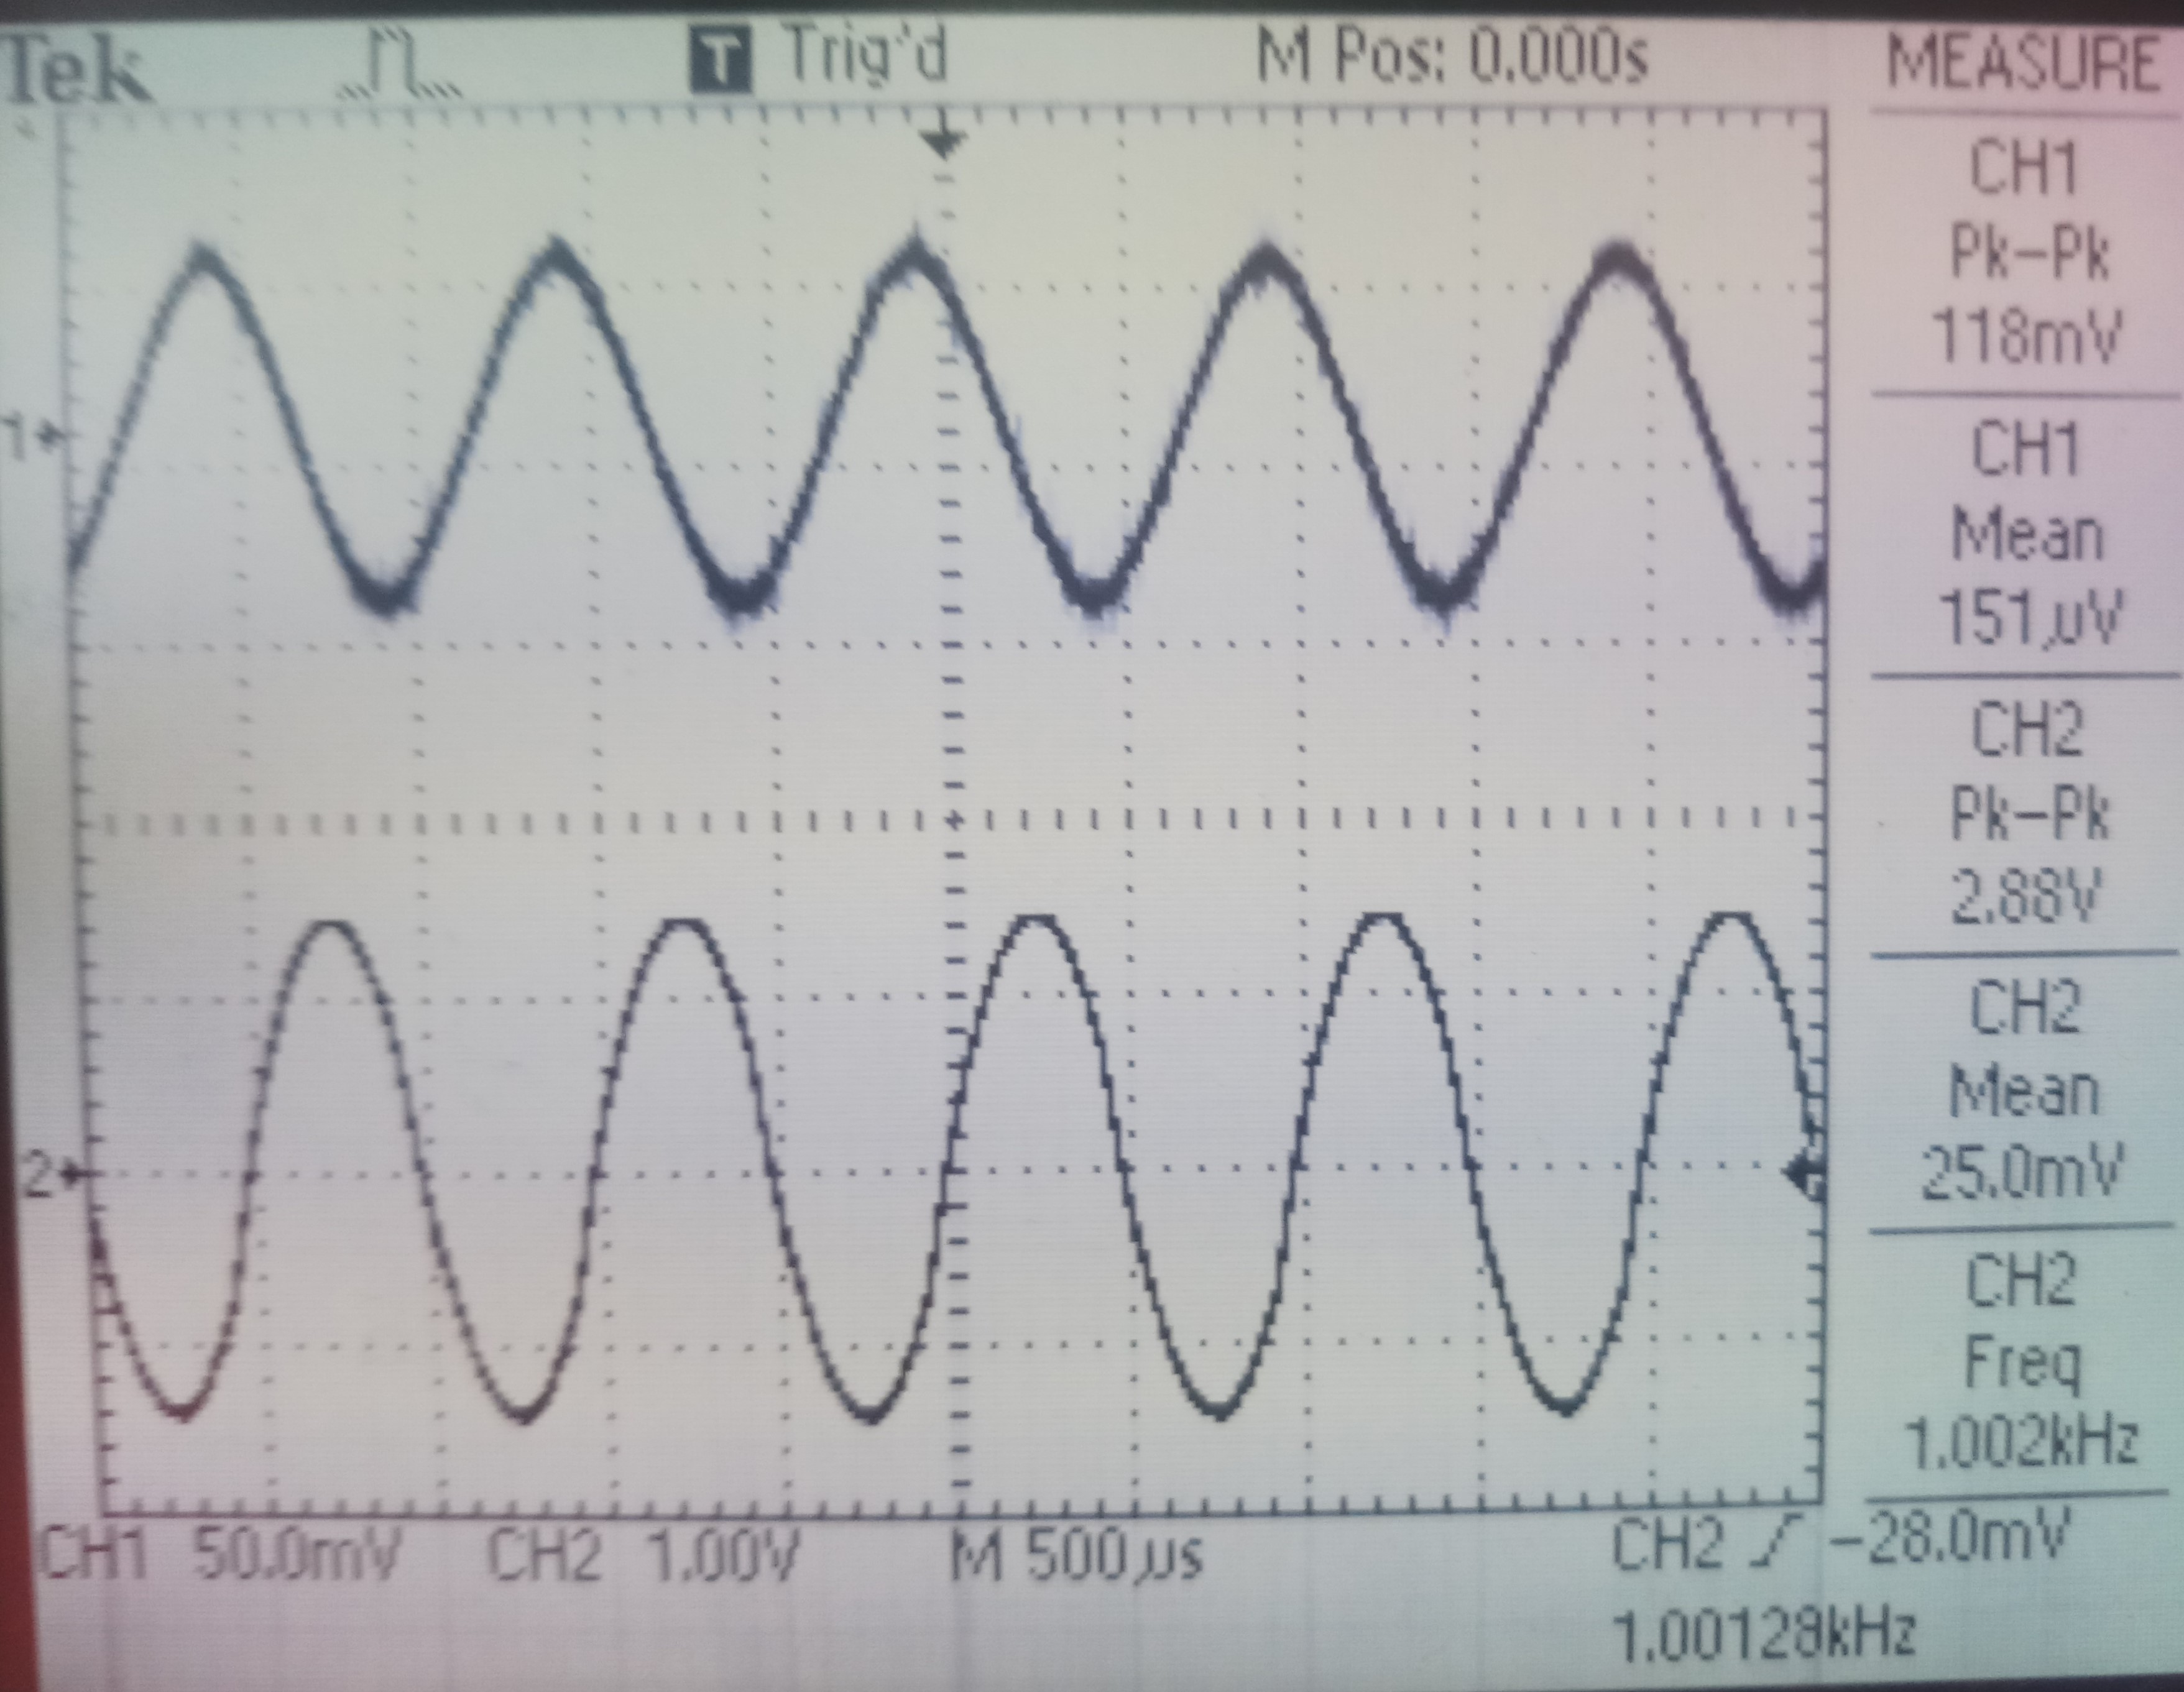 Tek T Trig'd M Pos: 0.000s MEASURE
CH1
Pk-Pk
118mV
1
CH1
Mean
151µV
CH2
Pk-Pk
2.88V
CH2
Mean
25.0mV
2
CH2
Freq
1.002kHz
CH1 50.0mV CH2 1.00V M 500µs CH2 -28.0mV
1.00128kHz